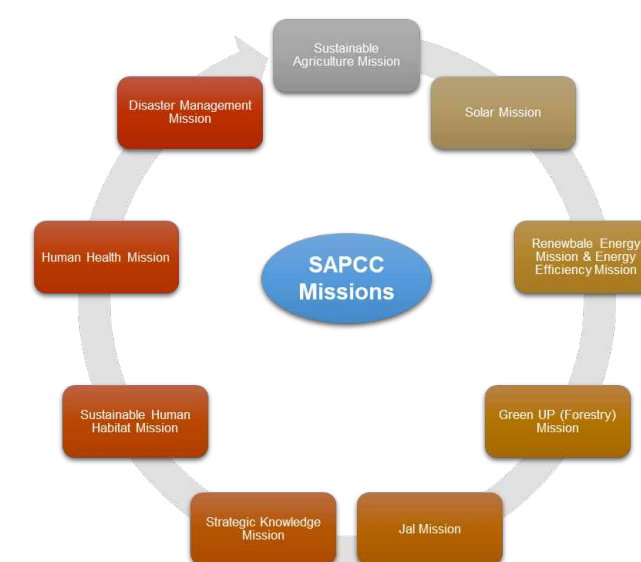 Sustainable
Agriculture Mission
Solar Mission
Renewbale Energy
Mission & Energy
Efficiency Mission
Green UP (Forestry)
Mission
Jal Mission
Strategic Knowledge
Mission
Sustainable Human
Habitat Mission
Human Health Mission
Disaster Management
Mission
SAPCC
Missions